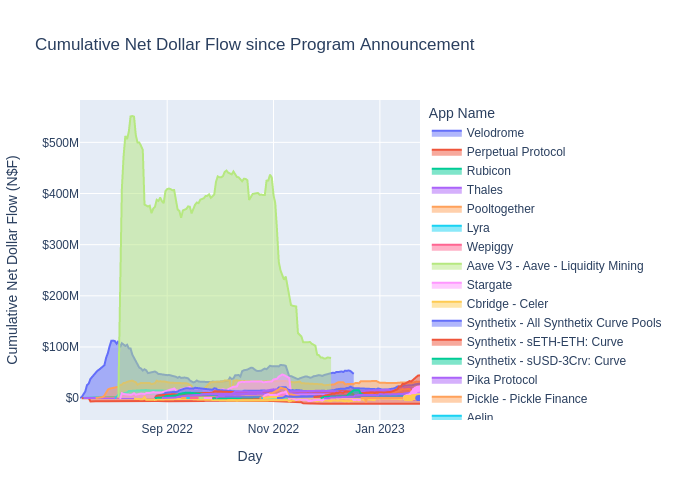 Cumulative Net Dollar Flow since Program Announcement
Cumulative Net Dollar Flow (N$F)
$500M
$400M
$300M
$200M
$100M
$0
Sep 2022
Nov 2022
Jan 2023
Day
App Name
Velodrome
Perpetual Protocol
Rubicon
Thales
Pooltogether
Lyra
Wepiggy
Aave V3 - Aave - Liquidity Mining
Stargate
Cbridge - Celer
Synthetix - All Synthetix Curve Pools
Synthetix - sETH-ETH: Curve
Synthetix - sUSD-3Crv: Curve
Pika Protocol
Pickle - Pickle Finance
Aelin